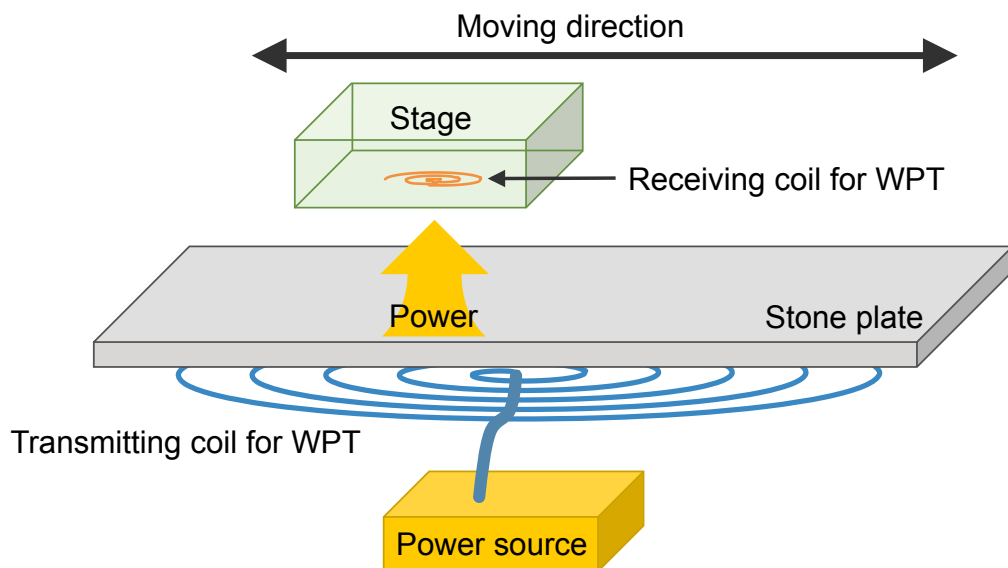 Moving direction
Stage
Receiving coil for WPT
Power
Stone plate
Transmitting coil for WPT
Power source